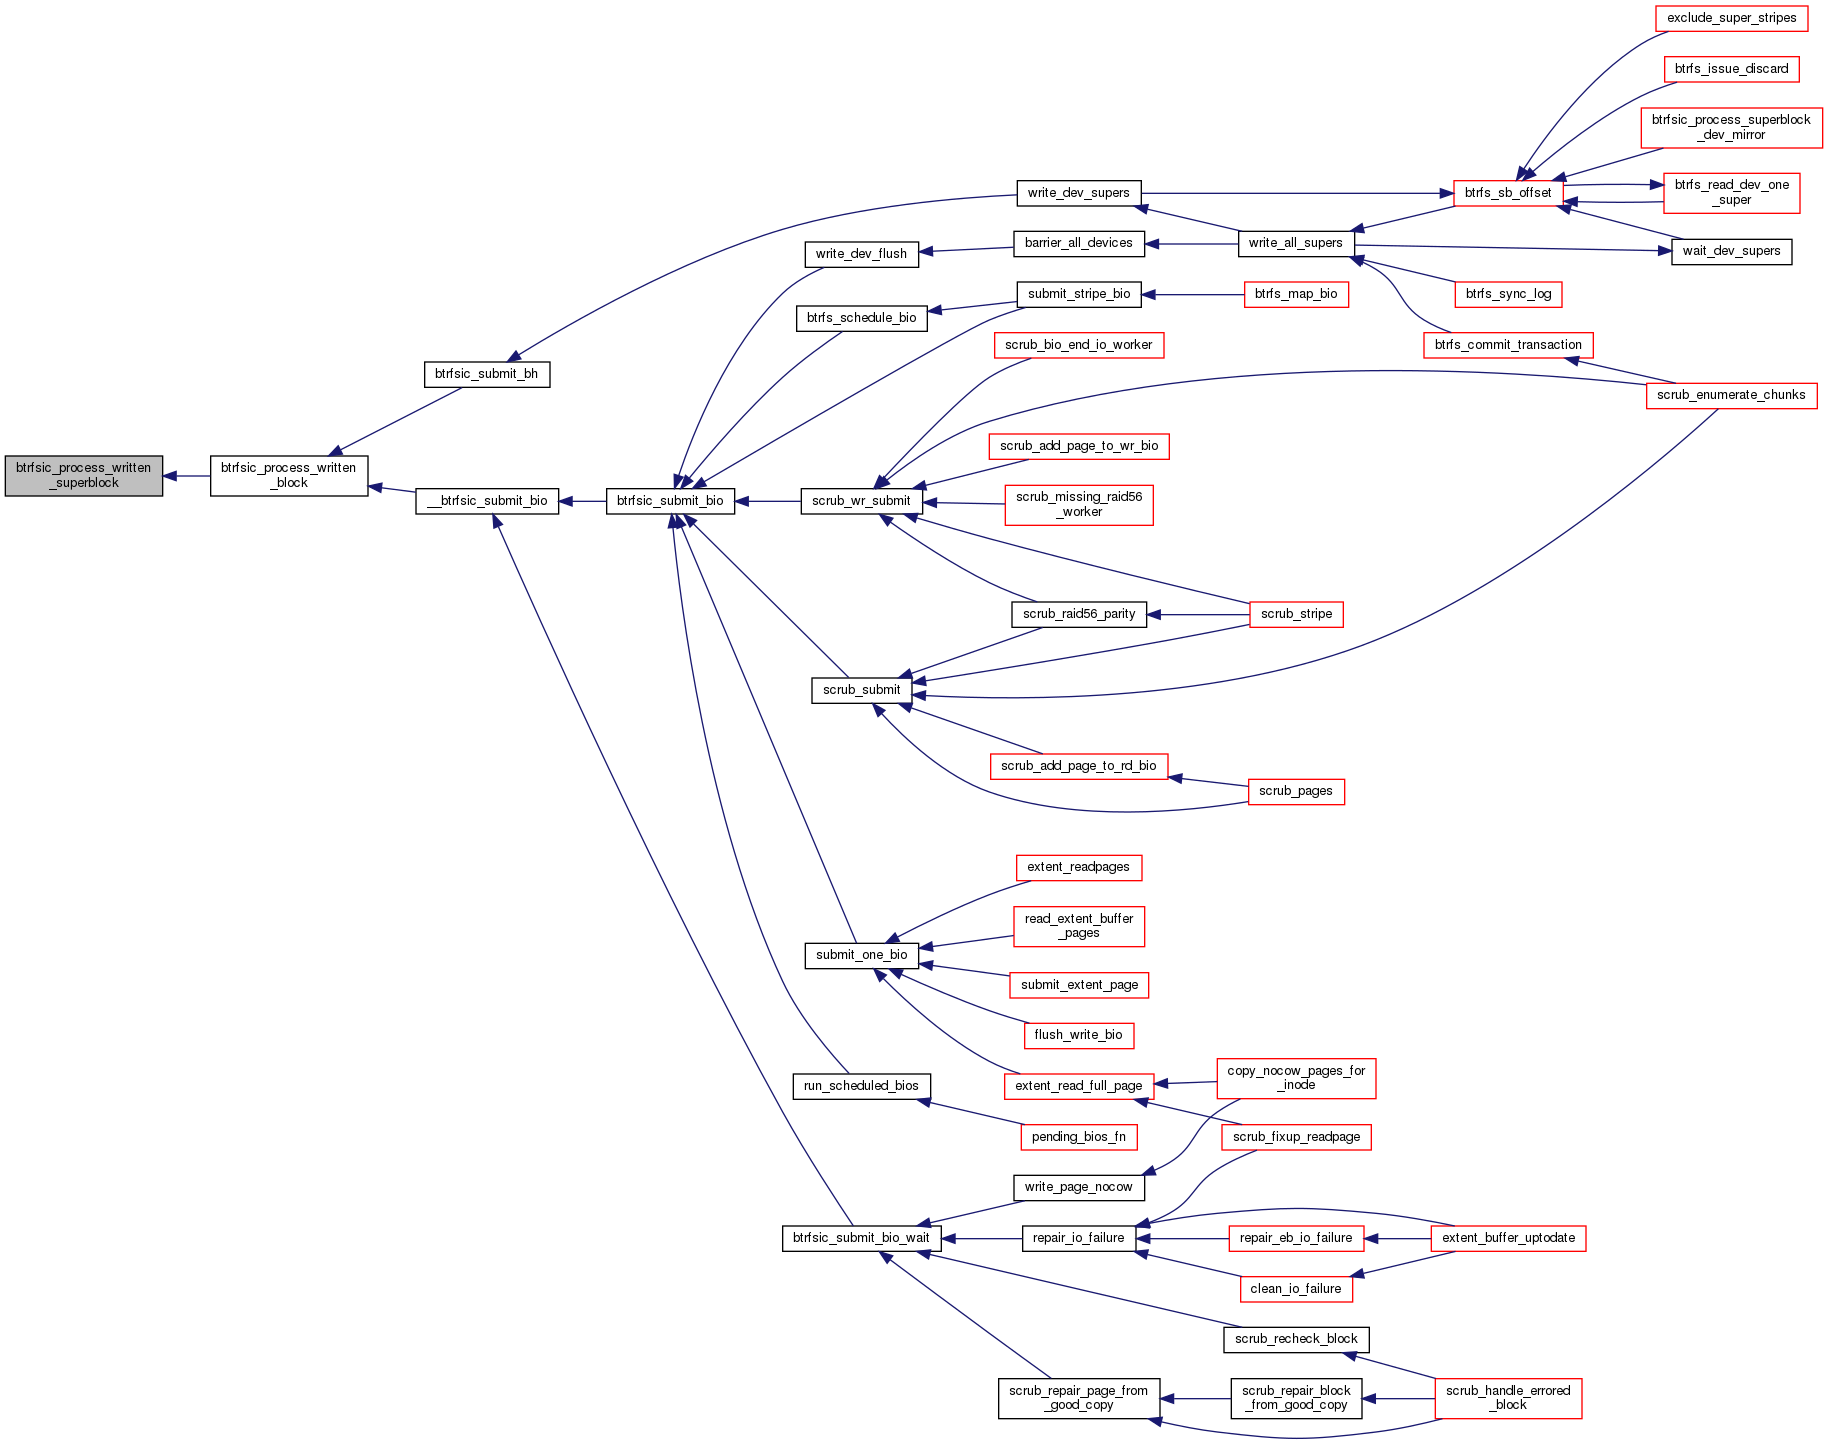 exclude_super_stripes
btrfs_issue_discard
btrfsic_process_superblock
_dev_mirror
write_dev_supers
btrfs_sb_offset
btrfs_read_dev_one
_super
write_dev_flush
barrier_all_devices
write_all_supers
wait_dev_supers
btrfs_schedule_bio
submit_stripe_bio
btrfs_map_bio
btrfs_sync_log
scrub_bio_end_io_worker
btrfs_commit_transaction
btrfsic_submit_bh
scrub_enumerate_chunks
scrub_add_page_to_wr_bio
btrfsic_process_written
_superblock
btrfsic_process_written
_block
__btrfsic_submit_bio
btrfsic_submit_bio
scrub_wr_submit
scrub_missing_raid56
_worker
scrub_raid56_parity
scrub_stripe
scrub_submit
scrub_add_page_to_rd_bio
scrub_pages
extent_readpages
read_extent_buffer
_pages
submit_one_bio
submit_extent_page
flush_write_bio
run_scheduled_bios
extent_read_full_page
copy_nocow_pages_for
_inode
pending_bios_fn
scrub_fixup_readpage
write_page_nocow
btrfsic_submit_bio_wait
repair_io_failure
repair_eb_io_failure
extent_buffer_uptodate
clean_io_failure
scrub_recheck_block
scrub_repair_page_from
_good_copy
scrub_repair_block
_from_good_copy
scrub_handle_errored
_block